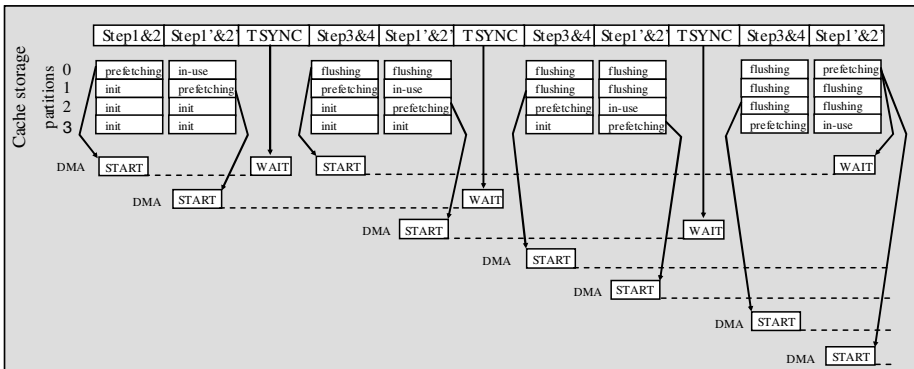 Step1&2 Step1'&2' TSYNC Step3&4 Step1'&2' TSYNC Step3&4 Step1'&2' TSYNC Step3&4 Step1'&2'
Cache storage
partitions
0 prefetching in-use flushing flushing flushing flushing flushing prefetching
1 init prefetching prefetching in-use flushing flushing flushing flushing
2 init init init prefetching prefetching in-use flushing flushing
3 init init init init init prefetching prefetching in-use
DMA START WAIT START WAIT
DMA START WAIT
DMA START WAIT
DMA START
DMA START
DMA START
START